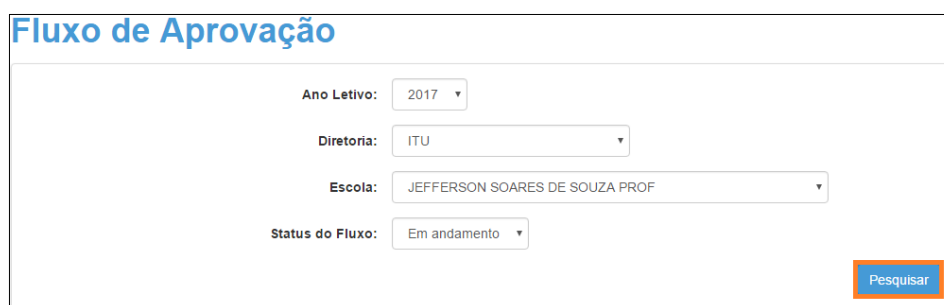 Fluxo de Aprovação
Ano Letivo: 2017
Diretoria: ITU
Escola: JEFFERSON SOARES DE SOUZA PROF
Status do Fluxo: Em andamento
Pesquisar